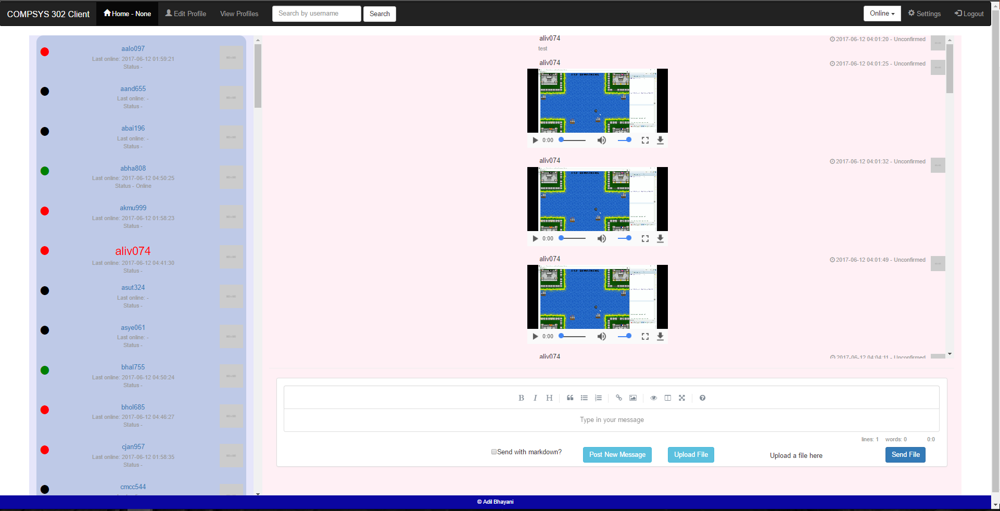 COMPSYS 302 Client
Home - None
Edit Profile
View Profiles
Search by username
Search
Online
Settings
Logout
aalo097
Last online: 2017-06-12 01:59:21
Status -
aand655
Last online: -
Status -
abai196
Last online: -
Status -
abha808
Last online: 2017-06-12 04:50:25
Status - Online
akmu999
Last online: 2017-06-12 01:58:23
Status -
aliv074
Last online: 2017-06-12 04:41:30
Status -
asut324
Last online: -
Status -
asye061
Last online: -
Status -
bhal755
Last online: 2017-06-12 04:50:24
Status -
bhol685
Last online: 2017-06-12 04:46:27
Status -
cjan957
Last online: 2017-06-12 01:58:35
Status -
cmcc544
aliv074
2017-06-12 04:01:20 - Unconfirmed
test
aliv074
2017-06-12 04:01:25 - Unconfirmed
REMAINING
0:00
aliv074
2017-06-12 04:01:32 - Unconfirmed
REMAINING
0:00
aliv074
2017-06-12 04:01:49 - Unconfirmed
REMAINING
0:00
aliv074
2017-06-12 04:04:11 - Unconfirmed
B I H
Type in your message
lines: 1 words: 0 0:0
Send with markdown?
Post New Message
Upload File
Upload a file here
Send File
© Adil Bhayani